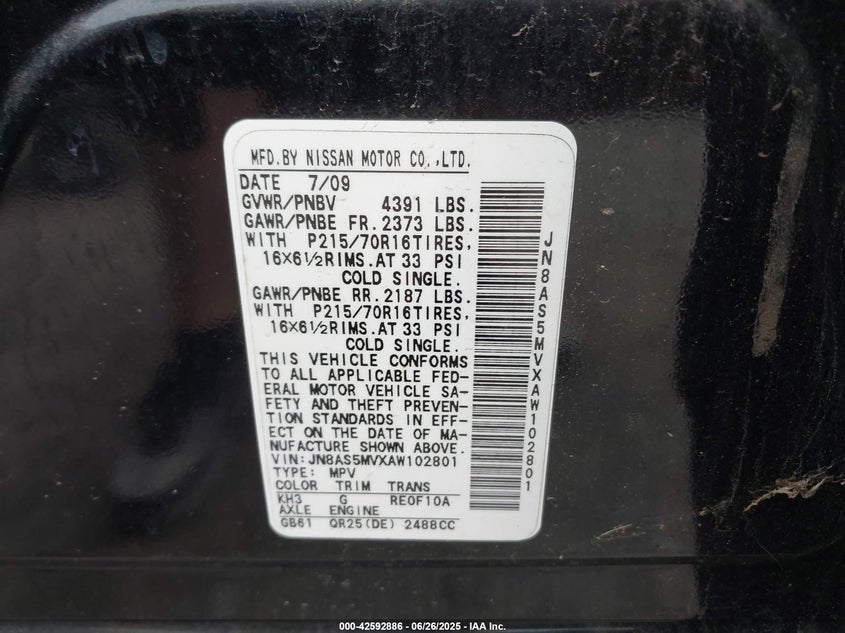 MFD.BY NISSAN MOTOR CO.,LTD.
DATE 7/09
GVWR/PNBV 4391 LBS.
GAWR/PNBE FR.2373 LBS.
WITH P215/70R16TIRES,
16X6½RIMS.AT 33 PSI
COLD SINGLE.
GAWR/PNBE RR.2187 LBS.
WITH P215/70R16TIRES,
16X6½RIMS.AT 33 PSI
COLD SINGLE.
THIS VEHICLE CONFORMS
TO ALL APPLICABLE FED-
ERAL MOTOR VEHICLE SA-
FETY AND THEFT PREVEN-
TION STANDARDS IN EFF-
ECT ON THE DATE OF MA-
NUFACTURE SHOWN ABOVE.
VIN:JN8AS5MVXAW102801
TYPE: MPV
COLOR TRIM TRANS
KH3 G RE0F10A
AXLE ENGINE
GB61 QR25(DE) 2488CC
JN8AS5MVXAW102801
000-42592886 - 06/26/2025 - IAA Inc.